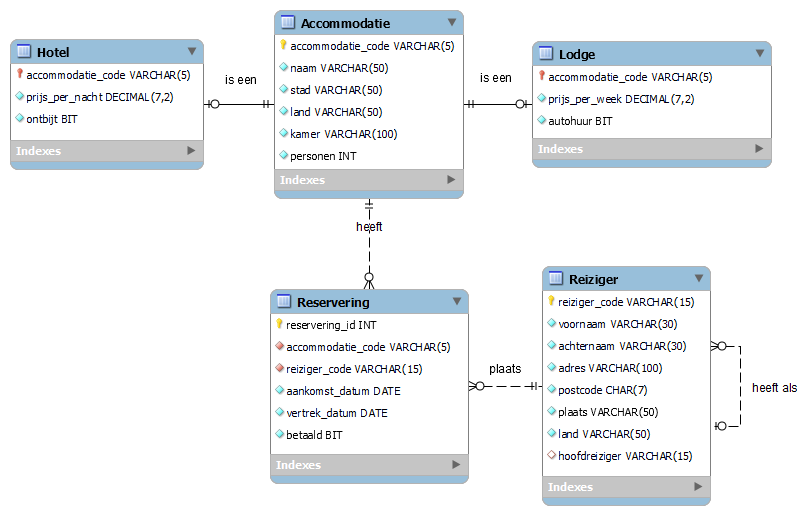 Hotel
accommodatie_code VARCHAR(5)
prijs_per_nacht DECIMAL(7,2)
ontbijt BIT
Indexes
is een
Accommodatie
accommodatie_code VARCHAR(5)
naam VARCHAR(50)
stad VARCHAR(50)
land VARCHAR(50)
kamer VARCHAR(100)
personen INT
Indexes
is een
Lodge
accommodatie_code VARCHAR(5)
prijs_per_week DECIMAL(7,2)
autohuur BIT
Indexes
heeft
Reservering
reservering_id INT
accommodatie_code VARCHAR(5)
reiziger_code VARCHAR(15)
aankomst_datum DATE
vertrek_datum DATE
betaald BIT
Indexes
plaats
Reiziger
reiziger_code VARCHAR(15)
voornaam VARCHAR(30)
achternaam VARCHAR(30)
adres VARCHAR(100)
postcode CHAR(7)
plaats VARCHAR(50)
land VARCHAR(50)
hoofdreiziger VARCHAR(15)
Indexes
heeft als